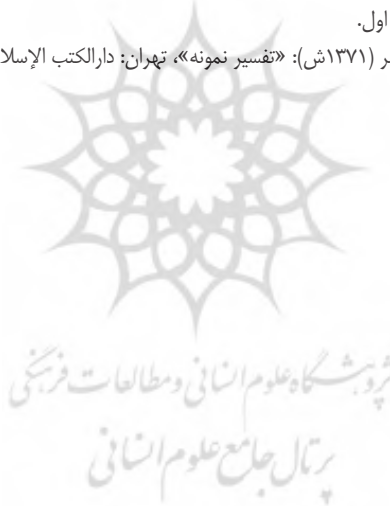 اول.
ر (۱۳۷۱ش): «تفسیر نمونه»، تهران: دارالکتب الإسلا
پژوهشگاه علوم انسانی و مطالعات فرهنگی
پرتال جامع علوم انسانی